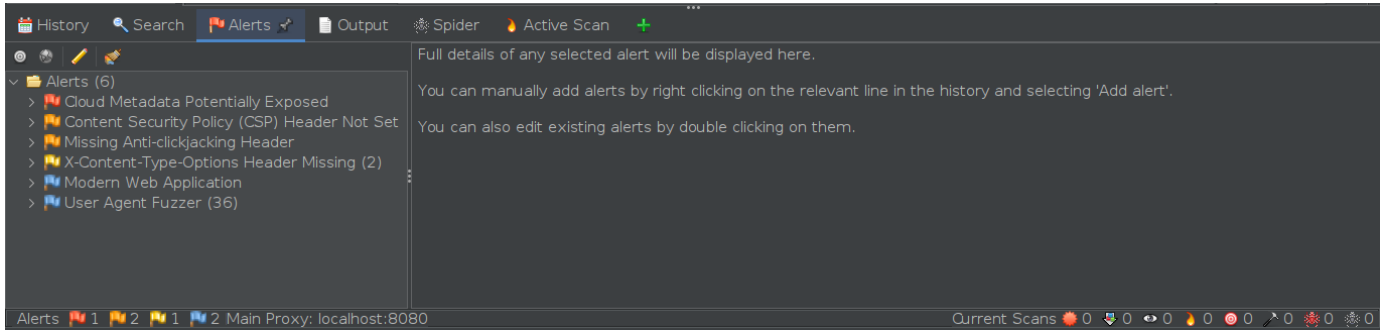 History Search Alerts Output Spider Active Scan
Full details of any selected alert will be displayed here.
Alerts (6)
You can manually add alerts by right clicking on the relevant line in the history and selecting 'Add alert'.
Cloud Metadata Potentially Exposed
Content Security Policy (CSP) Header Not Set
You can also edit existing alerts by double clicking on them.
Missing Anti-clickjacking Header
X-Content-Type-Options Header Missing (2)
Modern Web Application
User Agent Fuzzer (36)
Alerts 1 2 1 2 Main Proxy: localhost:8080 Current Scans 0 0 0 0 0 0 0 0